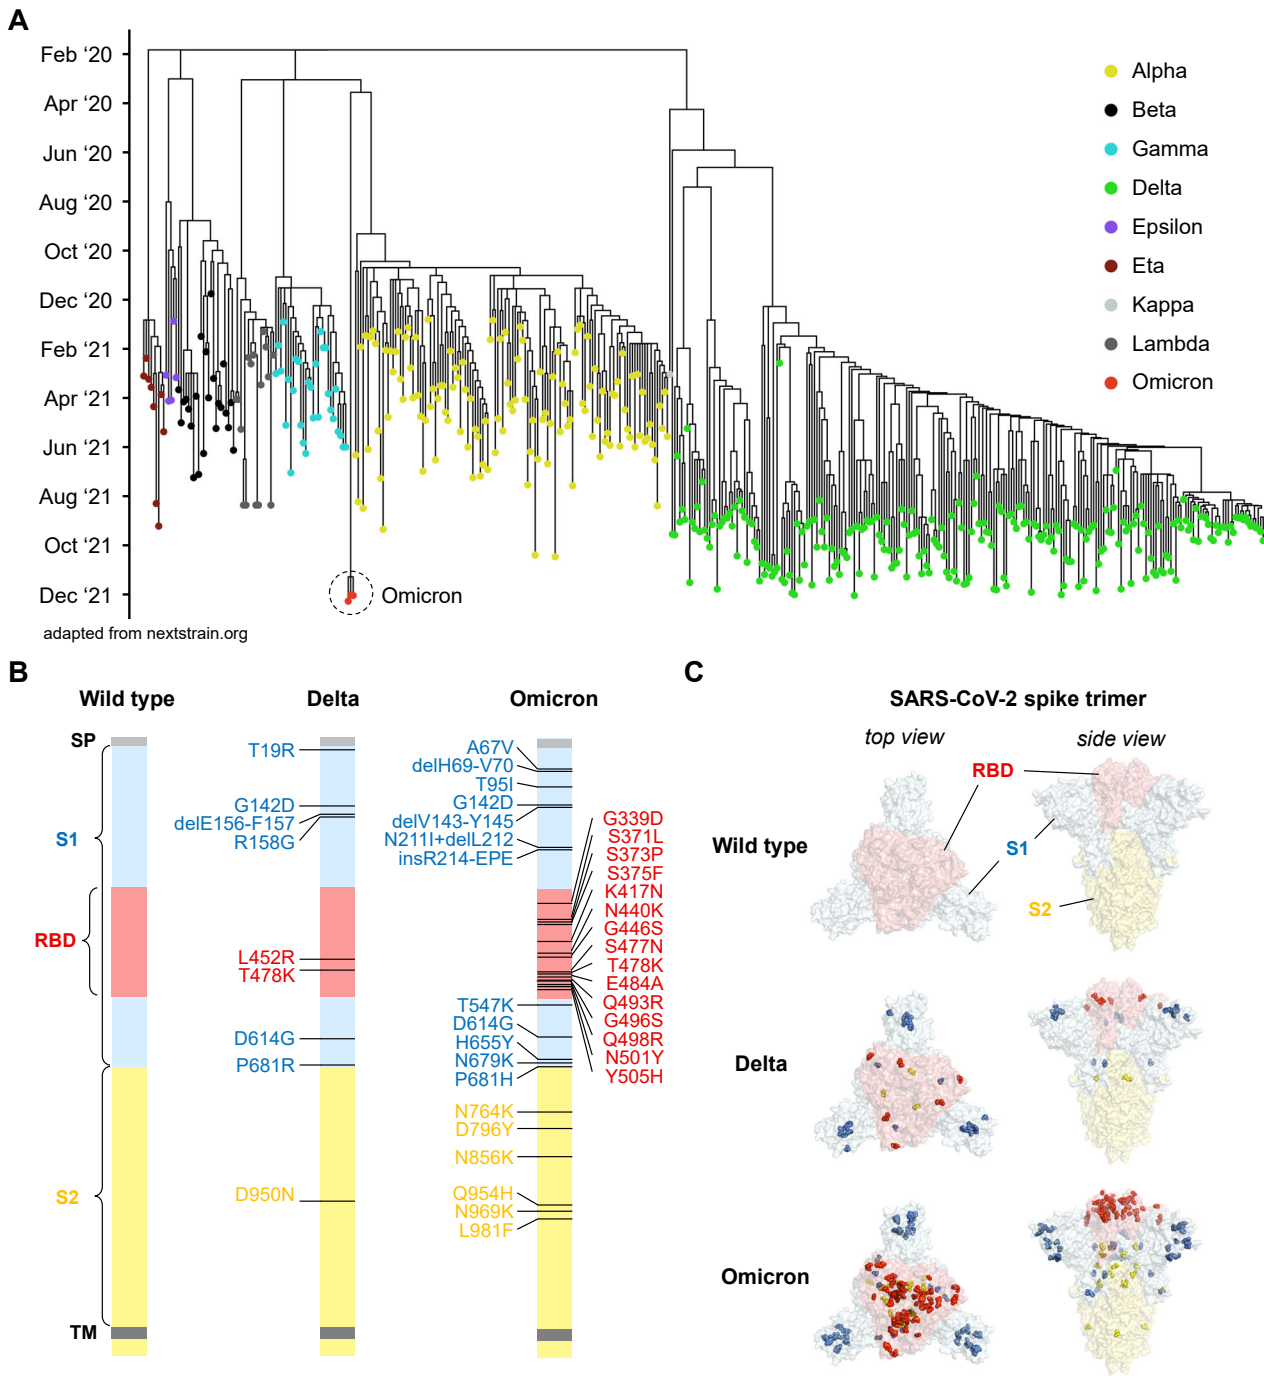 A
Feb ‘20
Apr ‘20
Jun ‘20
Aug ‘20
Oct ‘20
Dec ‘20
Feb ‘21
Apr ‘21
Jun ‘21
Aug ‘21
Oct ‘21
Dec ‘21
Alpha
Beta
Gamma
Delta
Epsilon
Eta
Kappa
Lambda
Omicron
Omicron
adapted from nextstrain.org
B
Wild type
Delta
Omicron
SP
S1
RBD
S2
TM
T19R
G142D
delE156-F157
R158G
L452R
T478K
D614G
P681R
D950N
A67V
delH69-V70
T95I
G142D
delV143-Y145
N211I+delL212
insR214-EPE
G339D
S371L
S373P
S375F
K417N
N440K
G446S
S477N
T478K
E484A
Q493R
G496S
Q498R
N501Y
Y505H
T547K
D614G
H655Y
N679K
P681H
N764K
D796Y
N856K
Q954H
N969K
L981F
C
SARS-CoV-2 spike trimer
top view
side view
RBD
Wild type
S1
S2
Delta
Omicron